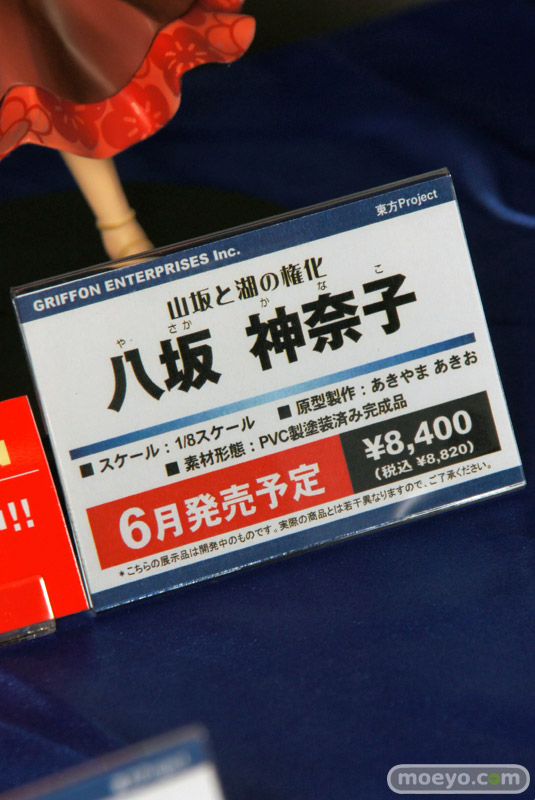 東方Project
GRIFFON ENTERPRISES Inc.
山坂と湖の権化
や さか か な こ
八坂 神奈子
■ スケール：1/8スケール ■ 原型製作：あきやま あきお
■ 素材形態：PVC製塗装済み完成品
6月発売予定
¥8,400
(税込 ¥8,820)
*こちらの展示品は開発中のものです。実際の商品とは若干異なりますので、ご了承ください。
!!
moeyo.com